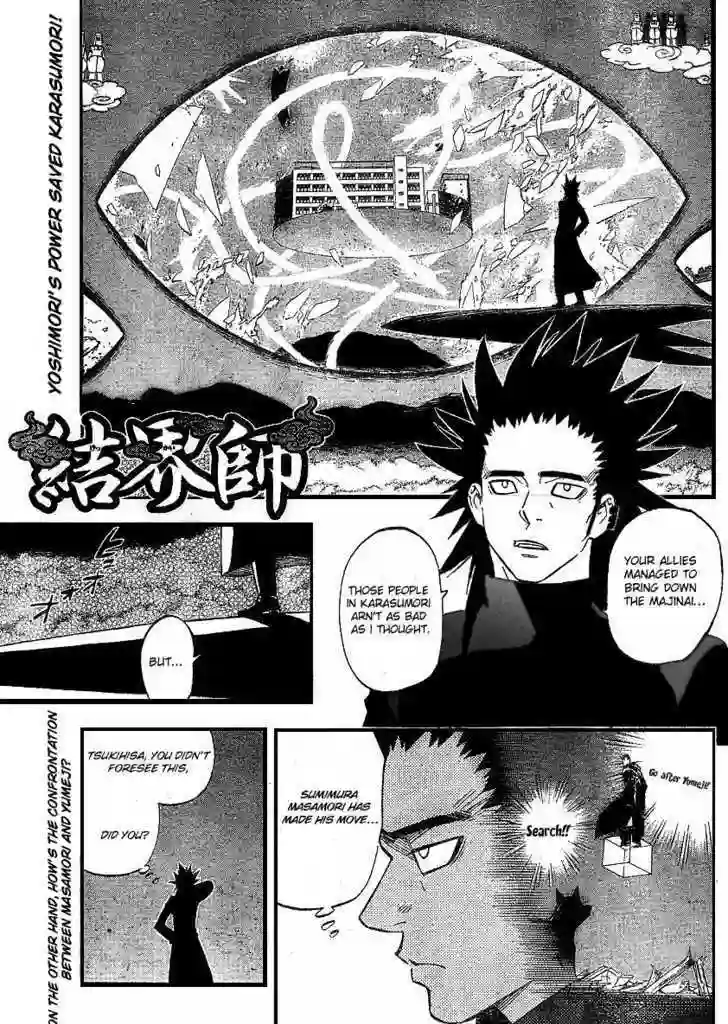 YOSHIMORI'S POWER SAVED KARASUMORI!!
結界師
YOUR ALLIES
MANAGED TO
BRING DOWN
THE MAJINAI...
THOSE PEOPLE
IN KARASUMORI
ARN'T AS BAD
AS I THOUGHT.
BUT...
Go after Yumeji!!
Search!!
SUMIMURA
MASAMORI HAS
MADE HIS MOVE...
TSUKIHISA, YOU DIDN'T
FORESEE THIS,
DID YOU?
ON THE OTHER HAND, HOW'S THE CONFRONTATION
BETWEEN MASAMORI AND YUMEJI?